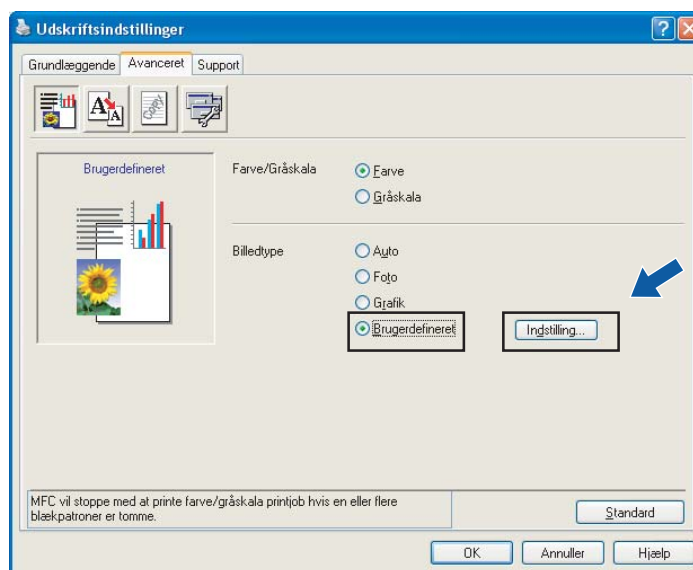 Udskriftsindstillinger
Grundlæggende Avanceret Support
Brugerdefineret
Farve/Gråskala
Farve
Gråskala
Billedtype
Auto
Foto
Grafik
Brugerdefineret
Indstilling...
MFC vil stoppe med at printe farve/gråskala printjob hvis en eller flere
blækpatroner er tomme.
Standard
OK Annuller Hjælp